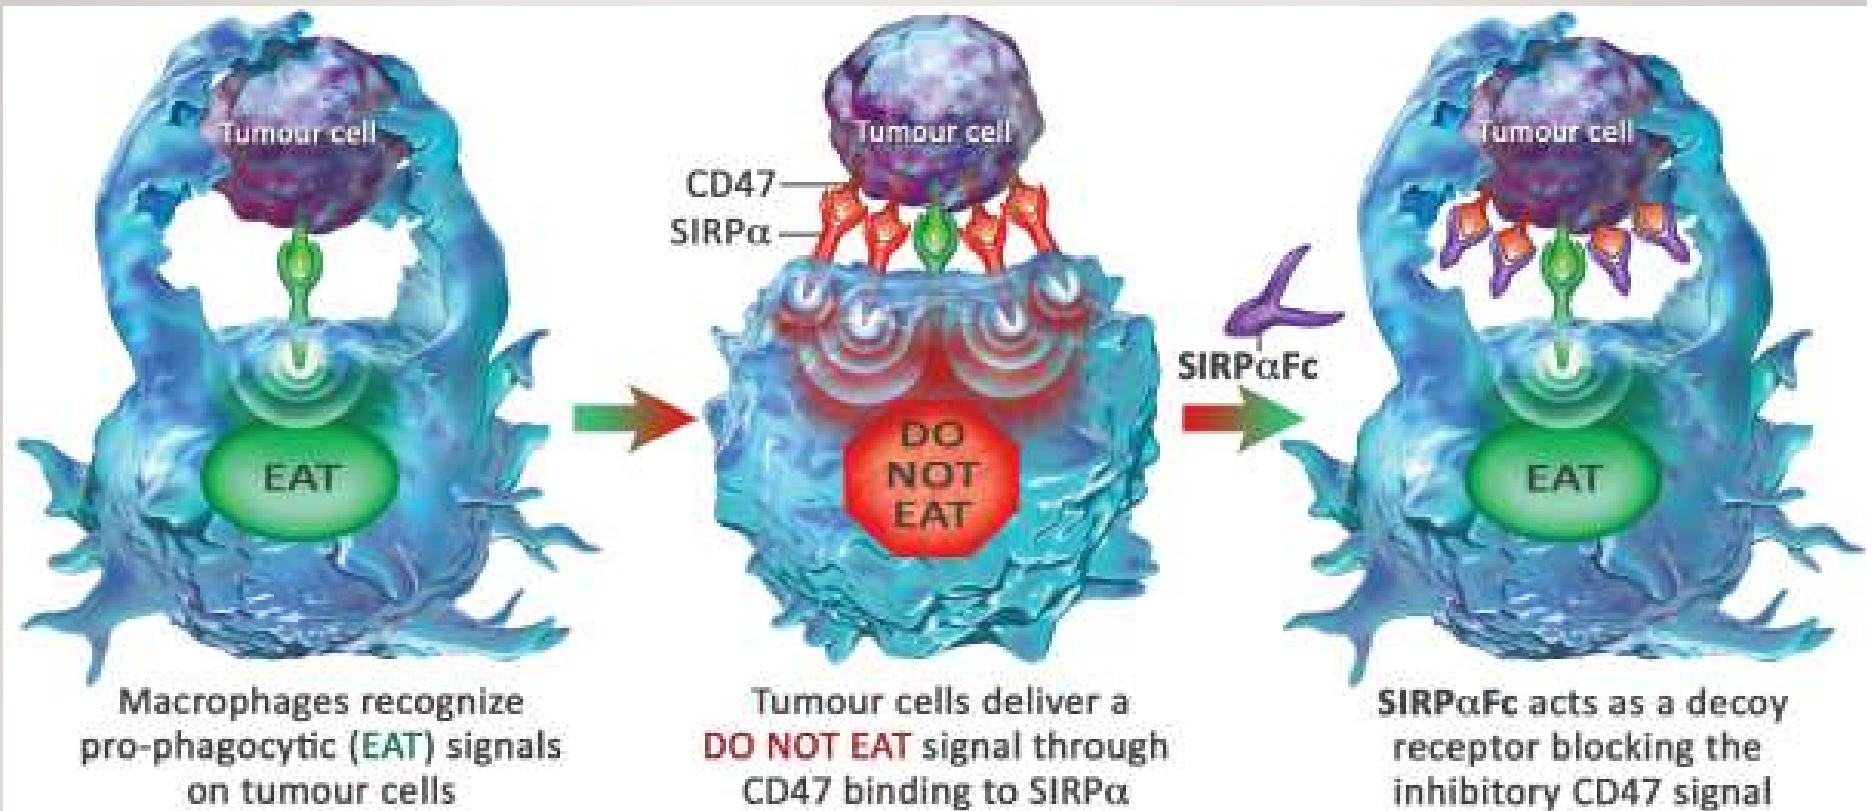 Tumour cell
EAT
Macrophages recognize
pro-phagocytic (EAT) signals
on tumour cells
Tumour cell
CD47
SIRPα
DO
NOT
EAT
Tumour cells deliver a
DO NOT EAT signal through
CD47 binding to SIRPα
SIRPαFc
Tumour cell
EAT
SIRPαFc acts as a decoy
receptor blocking the
inhibitory CD47 signal